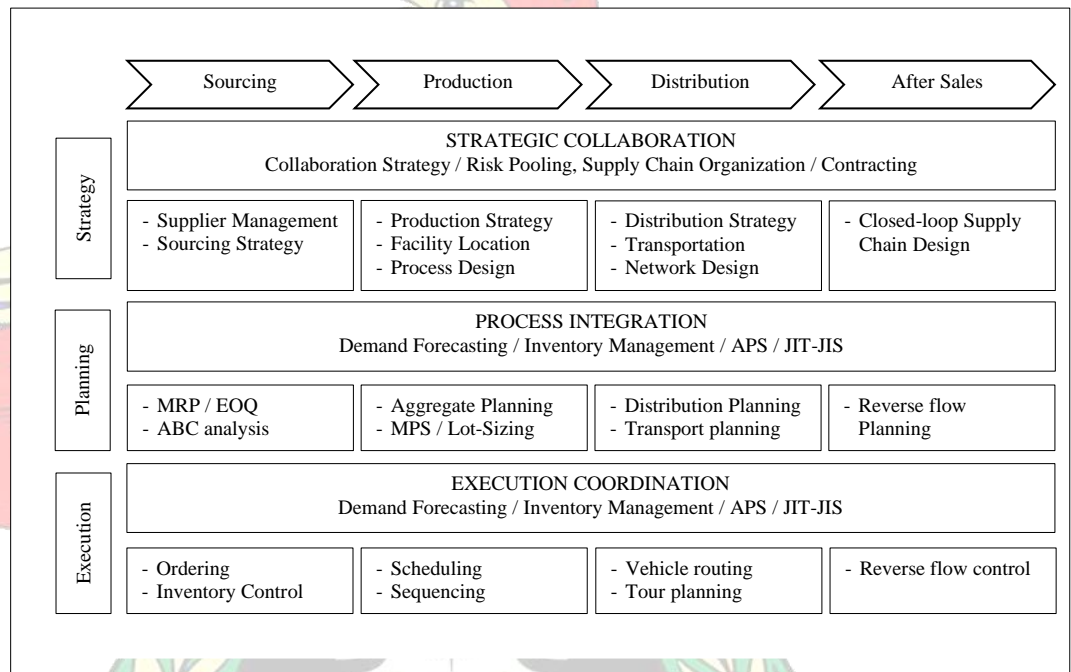 Sourcing
Production
Distribution
After Sales
Strategy
STRATEGIC COLLABORATION
Collaboration Strategy / Risk Pooling, Supply Chain Organization / Contracting
- Supplier Management
- Sourcing Strategy
- Production Strategy
- Facility Location
- Process Design
- Distribution Strategy
- Transportation
- Network Design
- Closed-loop Supply
Chain Design
Planning
PROCESS INTEGRATION
Demand Forecasting / Inventory Management / APS / JIT-JIS
- MRP / EOQ
- ABC analysis
- Aggregate Planning
- MPS / Lot-Sizing
- Distribution Planning
- Transport planning
- Reverse flow
Planning
Execution
EXECUTION COORDINATION
Demand Forecasting / Inventory Management / APS / JIT-JIS
- Ordering
- Inventory Control
- Scheduling
- Sequencing
- Vehicle routing
- Tour planning
- Reverse flow control